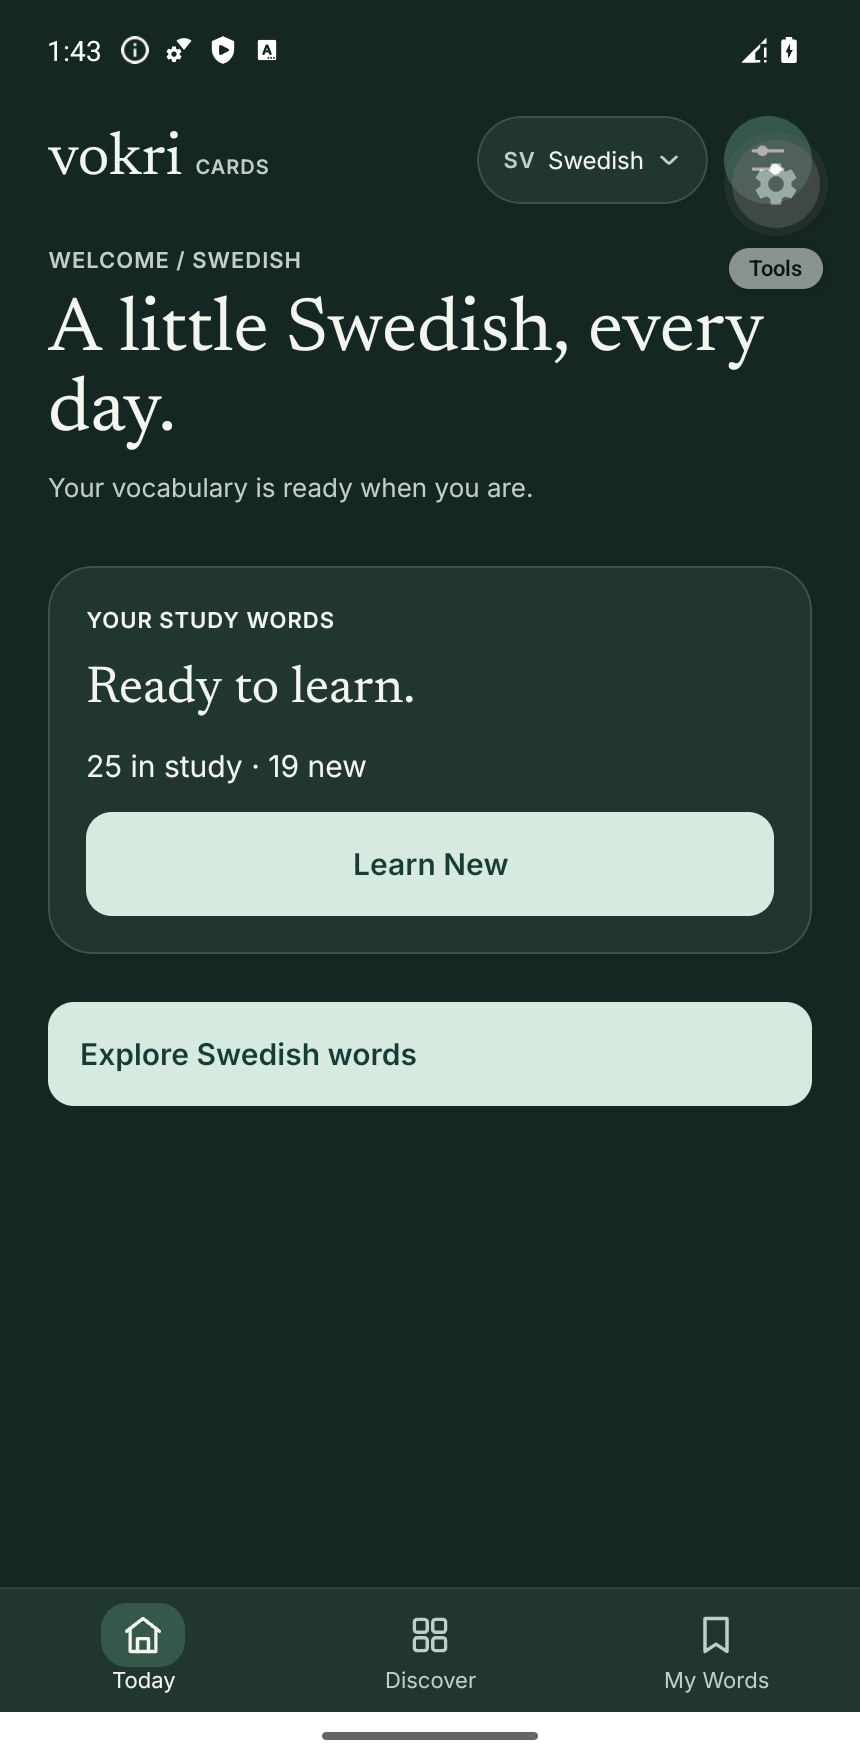 1:43
vokri CARDS
SV Swedish
WELCOME / SWEDISH
Tools
A little Swedish, every
day.
Your vocabulary is ready when you are.
YOUR STUDY WORDS
Ready to learn.
25 in study · 19 new
Learn New
Explore Swedish words
Today
Discover
My Words